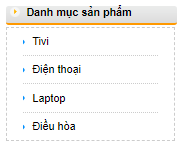 Danh mục sản phẩm
Tivi
Điện thoại
Laptop
Điều hòa